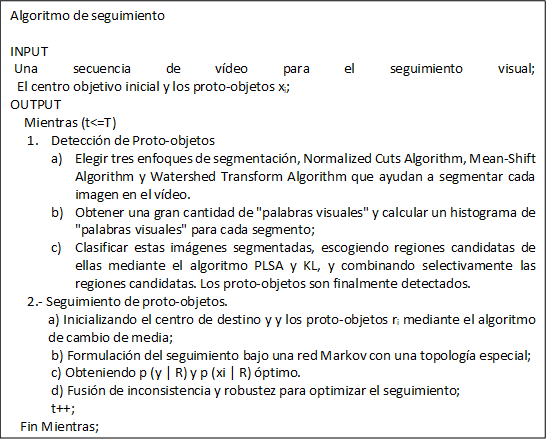 Algoritmo de seguimiento
INPUT
Una secuencia de vídeo para el seguimiento visual;
El centro objetivo inicial y los proto-objetos xᵢ;
OUTPUT
Mientras (t<=T)
1. Detección de Proto-objetos
a) Elegir tres enfoques de segmentación, Normalized Cuts Algorithm, Mean-Shift
Algorithm y Watershed Transform Algorithm que ayudan a segmentar cada
imagen en el vídeo.
b) Obtener una gran cantidad de "palabras visuales" y calcular un histograma de
"palabras visuales" para cada segmento;
c) Clasificar estas imágenes segmentadas, escogiendo regiones candidatas de
ellas mediante el algoritmo PLSA y KL, y combinando selectivamente las
regiones candidatas. Los proto-objetos son finalmente detectados.
2.- Seguimiento de proto-objetos.
a) Inicializando el centro de destino y y los proto-objetos rᵢ mediante el algoritmo
de cambio de media;
b) Formulación del seguimiento bajo una red Markov con una topología especial;
c) Obteniendo p (y | R) y p (xi | R) óptimo.
d) Fusión de inconsistencia y robustez para optimizar el seguimiento;
t++;
Fin Mientras;